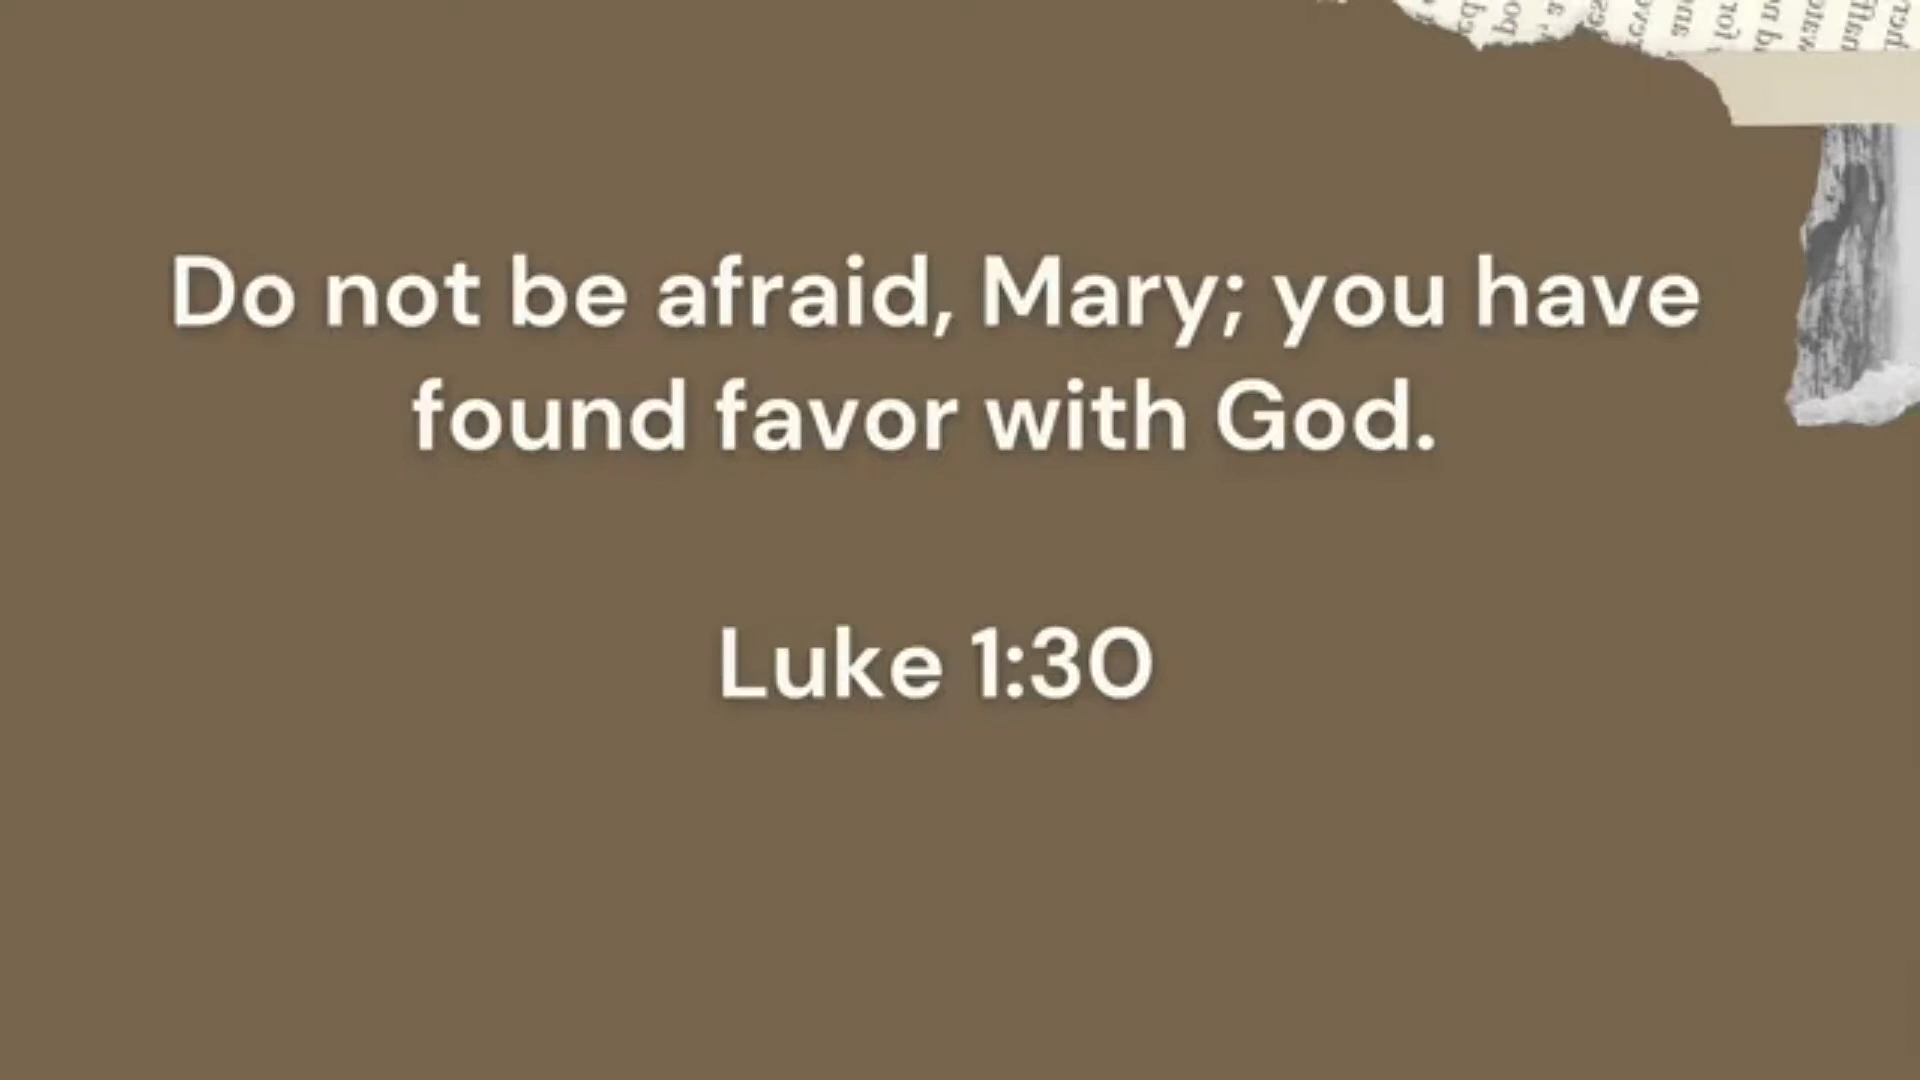 Do not be afraid, Mary; you have
found favor with God.
Luke 1:30